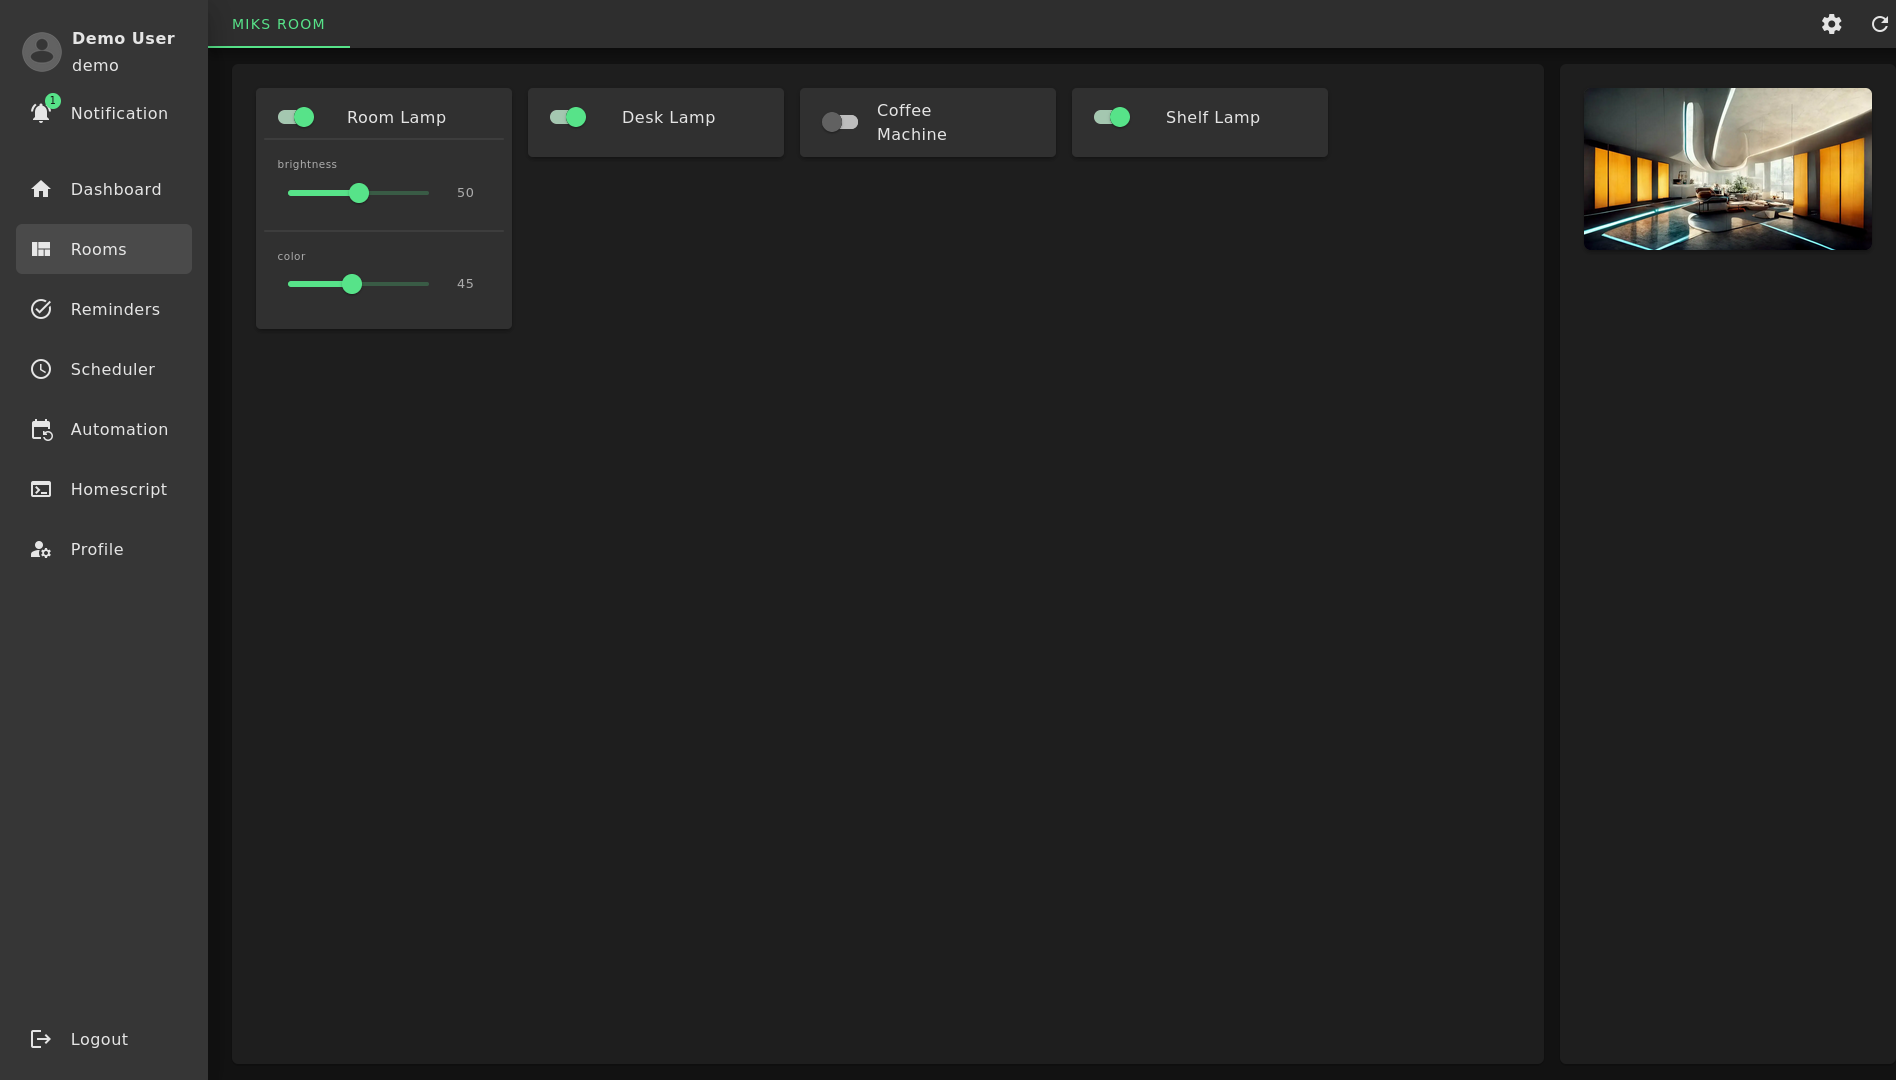 Demo User
demo
1
Notification
Dashboard
Rooms
Reminders
Scheduler
Automation
Homescript
Profile
Logout
MIKS ROOM
Room Lamp
brightness
50
color
45
Desk Lamp
Coffee
Machine
Shelf Lamp